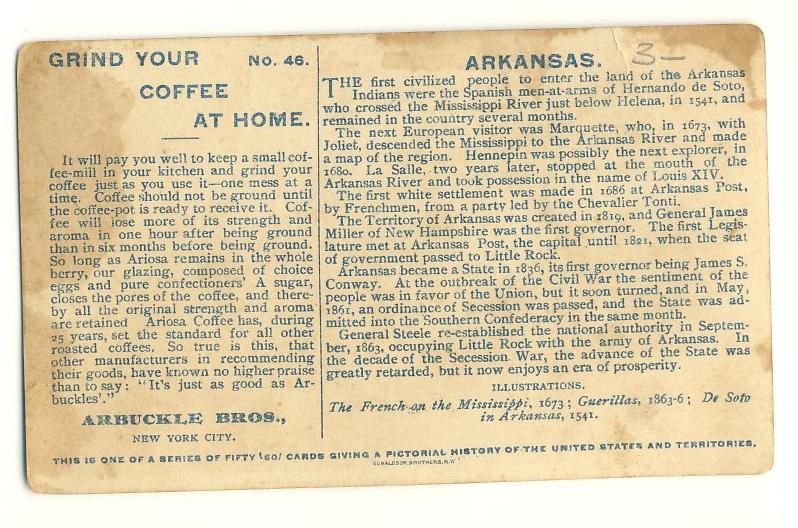 GRIND YOUR No. 46.
COFFEE
AT HOME.
It will pay you well to keep a small cof-
fee-mill in your kitchen and grind your
coffee just as you use it—one mess at a
time. Coffee should not be ground until
the coffee-pot is ready to receive it. Cof-
fee will lose more of its strength and
aroma in one hour after being ground
than in six months before being ground.
So long as Ariosa remains in the whole
berry, our glazing, composed of choice
eggs and pure confectioners' A sugar,
closes the pores of the coffee, and there-
by all the original strength and aroma
are retained Ariosa Coffee has, during
25 years, set the standard for all other
roasted coffees. So true is this, that
other manufacturers in recommending
their goods, have known no higher praise
than to say: "It's just as good as Ar-
buckles'."
ARBUCKLE BROS.,
NEW YORK CITY.
ARKANSAS.
3—
THE first civilized people to enter the land of the Arkansas
Indians were the Spanish men-at-arms of Hernando de Soto,
who crossed the Mississippi River just below Helena, in 1541, and
remained in the country several months.
The next European visitor was Marquette, who, in 1673, with
Joliet, descended the Mississippi to the Arkansas River and made
a map of the region. Hennepin was possibly the next explorer, in
1680. La Salle, two years later, stopped at the mouth of the
Arkansas River and took possession in the name of Louis XIV.
The first white settlement was made in 1686 at Arkansas Post,
by Frenchmen, from a party led by the Chevalier Tonti.
The Territory of Arkansas was created in 1819, and General James
Miller of New Hampshire was the first governor. The first Legis-
lature met at Arkansas Post, the capital until 1821, when the seat
of government passed to Little Rock.
Arkansas became a State in 1836, its first governor being James S.
Conway. At the outbreak of the Civil War the sentiment of the
people was in favor of the Union, but it soon turned, and in May,
1861, an ordinance of Secession was passed, and the State was ad-
mitted into the Southern Confederacy in the same month.
General Steele re-established the national authority in Septem-
ber, 1863, occupying Little Rock with the army of Arkansas. In
the decade of the Secession War, the advance of the State was
greatly retarded, but it now enjoys an era of prosperity.
ILLUSTRATIONS.
The French on the Mississippi, 1673; Guerillas, 1863-6; De Soto
in Arkansas, 1541.
THIS IS ONE OF A SERIES OF FIFTY (50) CARDS GIVING A PICTORIAL HISTORY OF THE UNITED STATES AND TERRITORIES.
DONALDSON BROTHERS, N.Y.